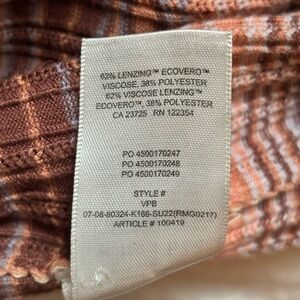 62% LENZING™ ECOVERO™
VISCOSE, 38% POLYESTER
62% VISCOSE LENZING™
ECOVERO™, 38% POLYESTER
CA 23725 RN 122354
PO 4500170247
PO 4500170248
PO 4500170249
STYLE #
VPB
07-08-80324-K166-SU22(RMG0217)
ARTICLE # 100419